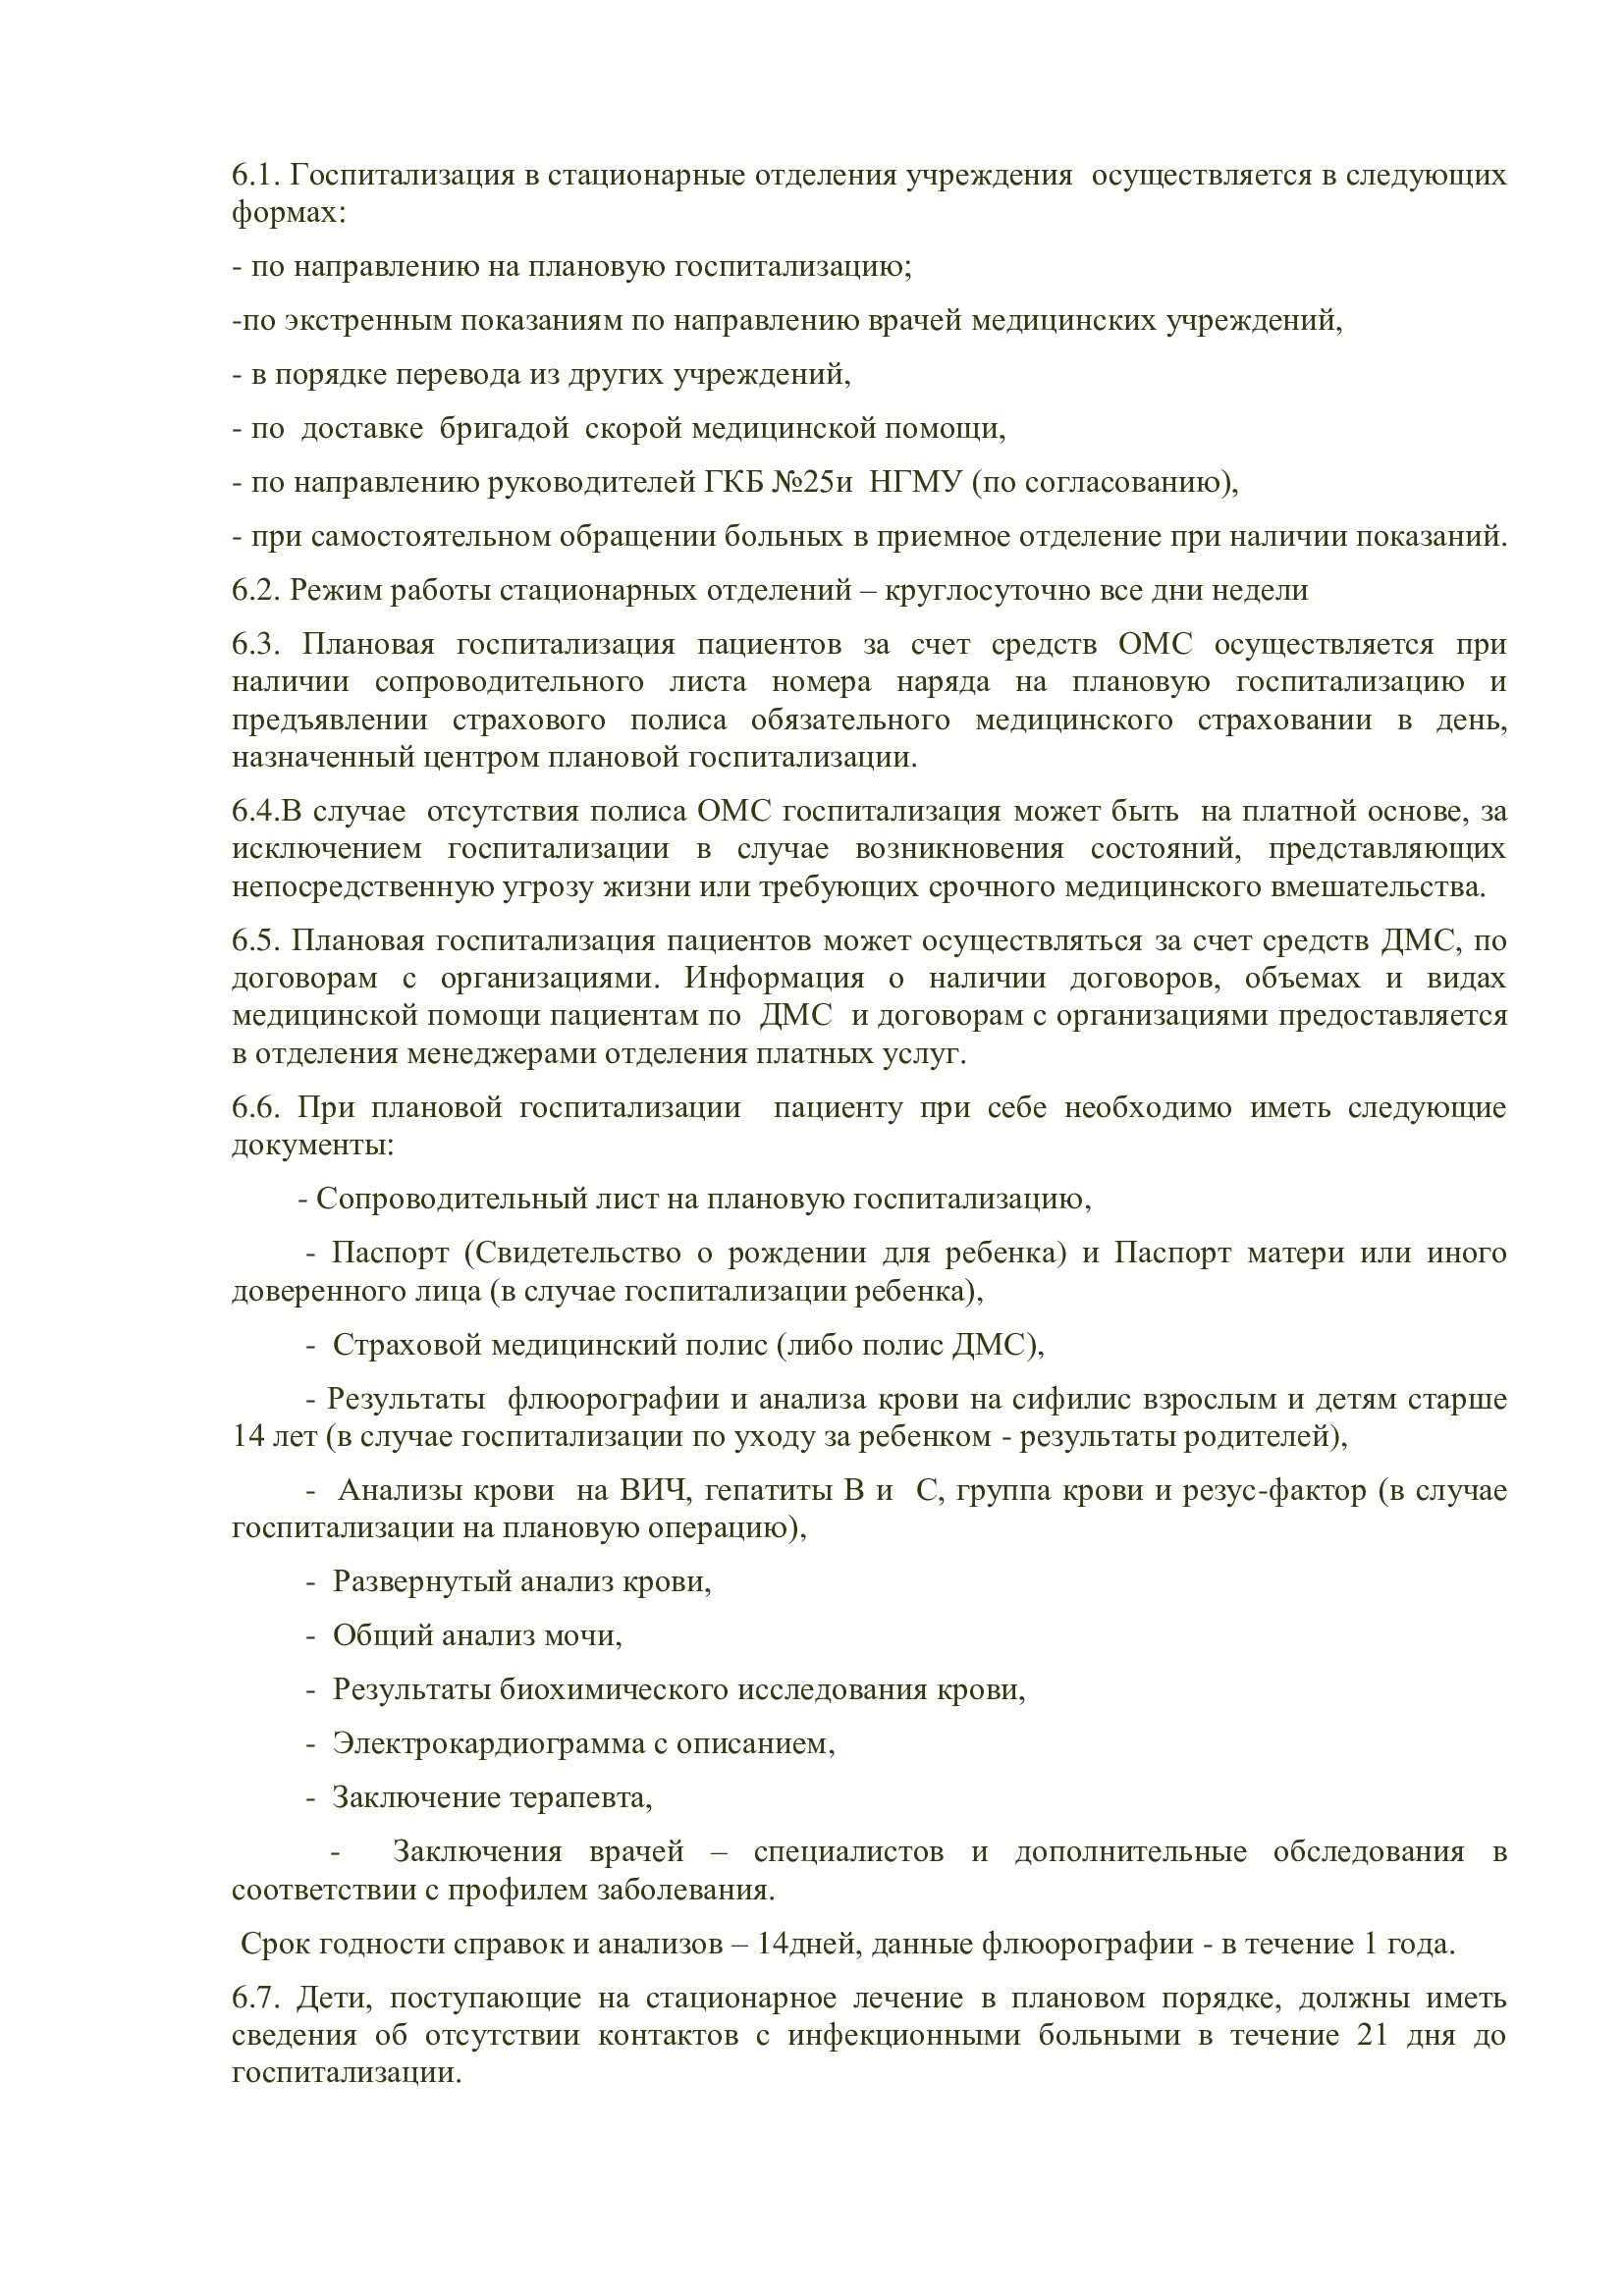 6.1. Госпитализация в стационарные отделения учреждения осуществляется в следующих
формах:
- по направлению на плановую госпитализацию;
-по экстренным показаниям по направлению врачей медицинских учреждений,
- в порядке перевода из других учреждений,
- по доставке бригадой скорой медицинской помощи,
- по направлению руководителей ГКБ №25и НГМУ (по согласованию),
- при самостоятельном обращении больных в приемное отделение при наличии показаний.
6.2. Режим работы стационарных отделений – круглосуточно все дни недели
6.3. Плановая госпитализация пациентов за счет средств ОМС осуществляется при
наличии сопроводительного листа номера наряда на плановую госпитализацию и
предъявлении страхового полиса обязательного медицинского страховании в день,
назначенный центром плановой госпитализации.
6.4.В случае отсутствия полиса ОМС госпитализация может быть на платной основе, за
исключением госпитализации в случае возникновения состояний, представляющих
непосредственную угрозу жизни или требующих срочного медицинского вмешательства.
6.5. Плановая госпитализация пациентов может осуществляться за счет средств ДМС, по
договорам с организациями. Информация о наличии договоров, объемах и видах
медицинской помощи пациентам по ДМС и договорам с организациями предоставляется
в отделения менеджерами отделения платных услуг.
6.6. При плановой госпитализации пациенту при себе необходимо иметь следующие
документы:
- Сопроводительный лист на плановую госпитализацию,
- Паспорт (Свидетельство о рождении для ребенка) и Паспорт матери или иного
доверенного лица (в случае госпитализации ребенка),
- Страховой медицинский полис (либо полис ДМС),
- Результаты флюорографии и анализа крови на сифилис взрослым и детям старше
14 лет (в случае госпитализации по уходу за ребенком - результаты родителей),
- Анализы крови на ВИЧ, гепатиты В и С, группа крови и резус-фактор (в случае
госпитализации на плановую операцию),
- Развернутый анализ крови,
- Общий анализ мочи,
- Результаты биохимического исследования крови,
- Электрокардиограмма с описанием,
- Заключение терапевта,
- Заключения врачей – специалистов и дополнительные обследования в
соответствии с профилем заболевания.
Срок годности справок и анализов – 14дней, данные флюорографии - в течение 1 года.
6.7. Дети, поступающие на стационарное лечение в плановом порядке, должны иметь
сведения об отсутствии контактов с инфекционными больными в течение 21 дня до
госпитализации.